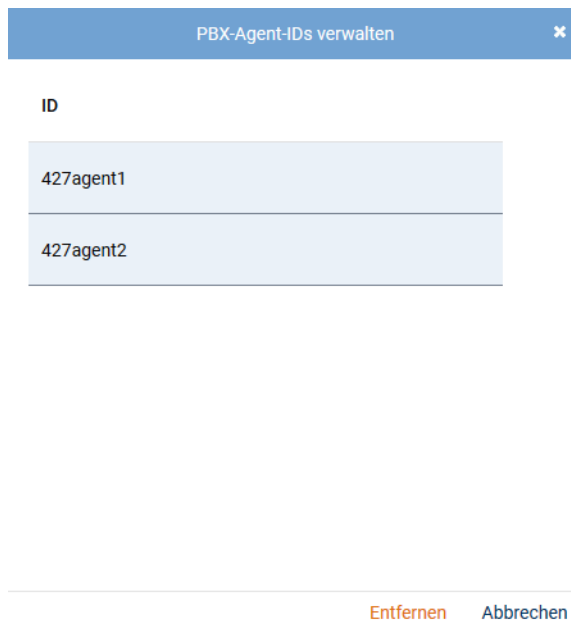 PBX-Agent-IDs verwalten
ID
427agent1
427agent2
Entfernen Abbrechen